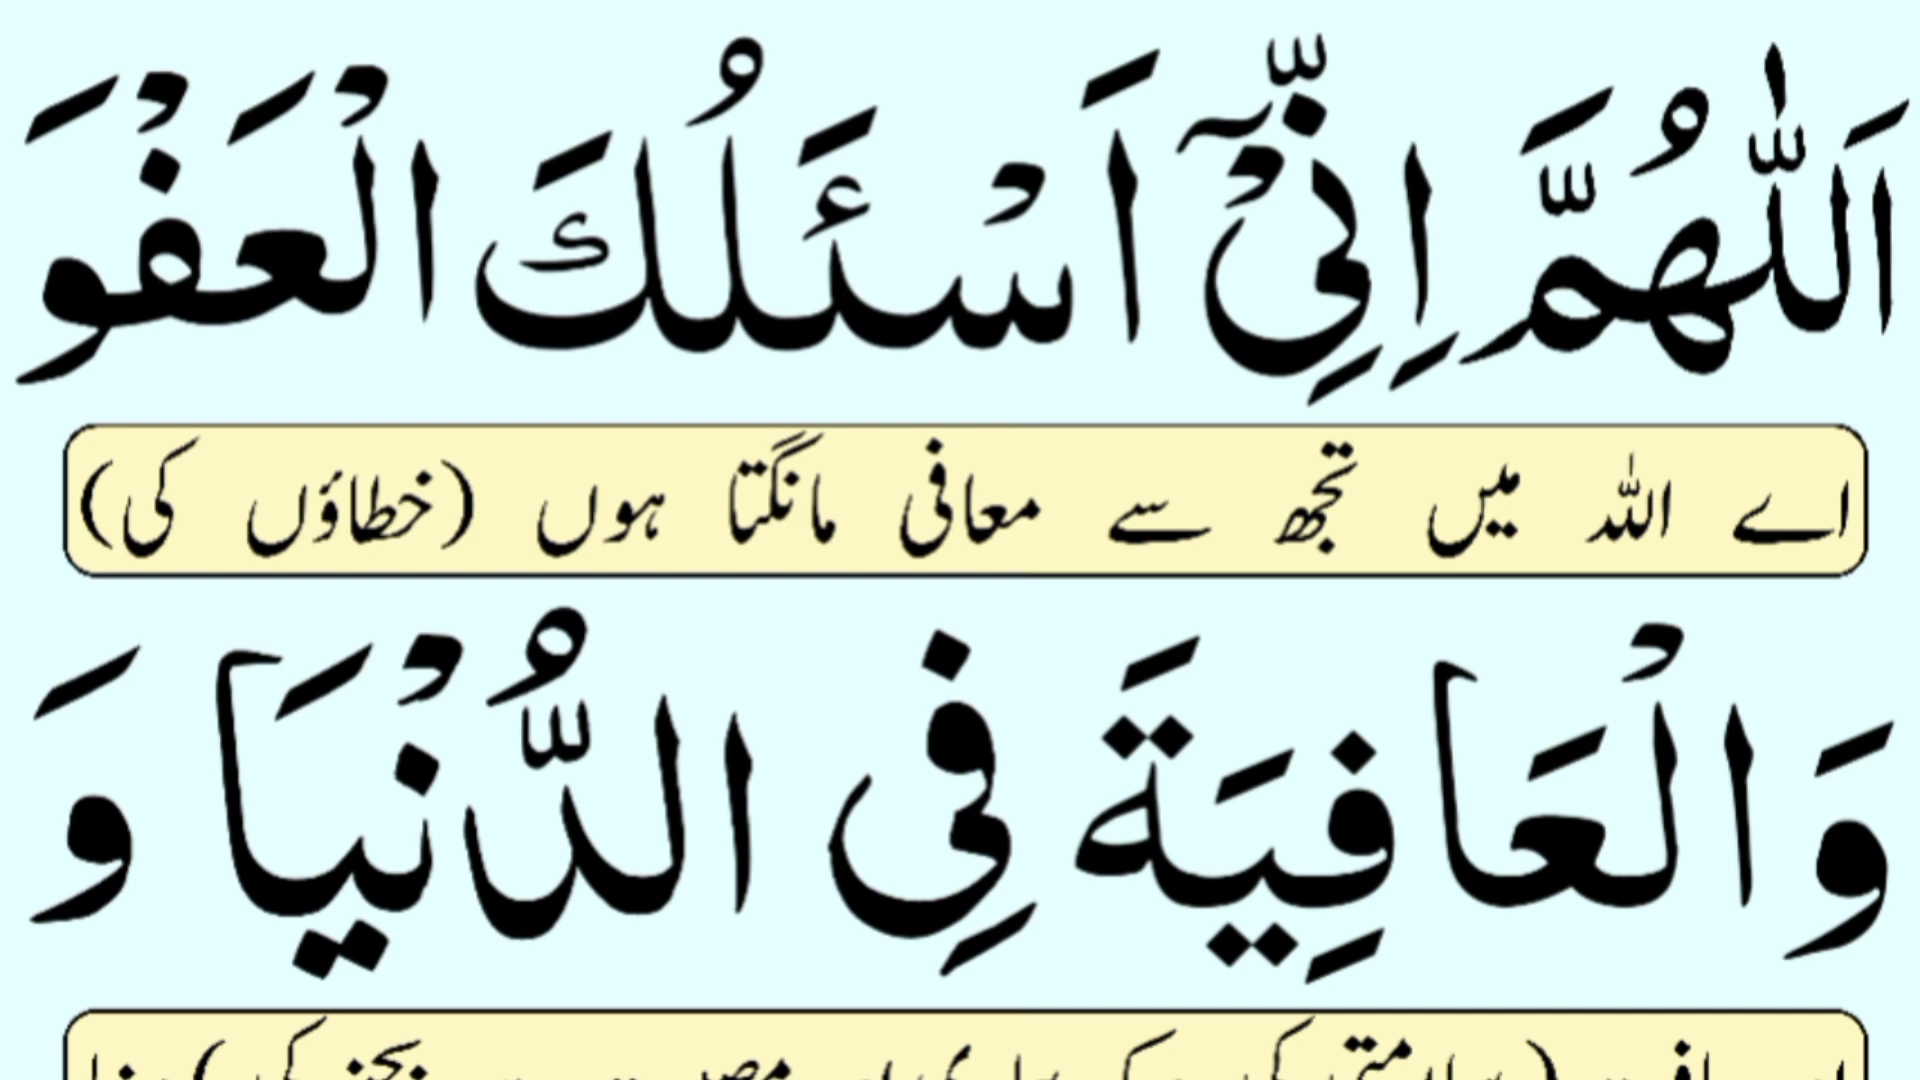 اَللّٰهُمَّ اِنِّیْۤ اَسْئَلُكَ الْعَفْوَ
اے اللہ میں تجھ سے معافی مانگتا ہوں (خطاؤں کی)
وَالْعَافِیَةَ فِی الدُّنْیَا وَ